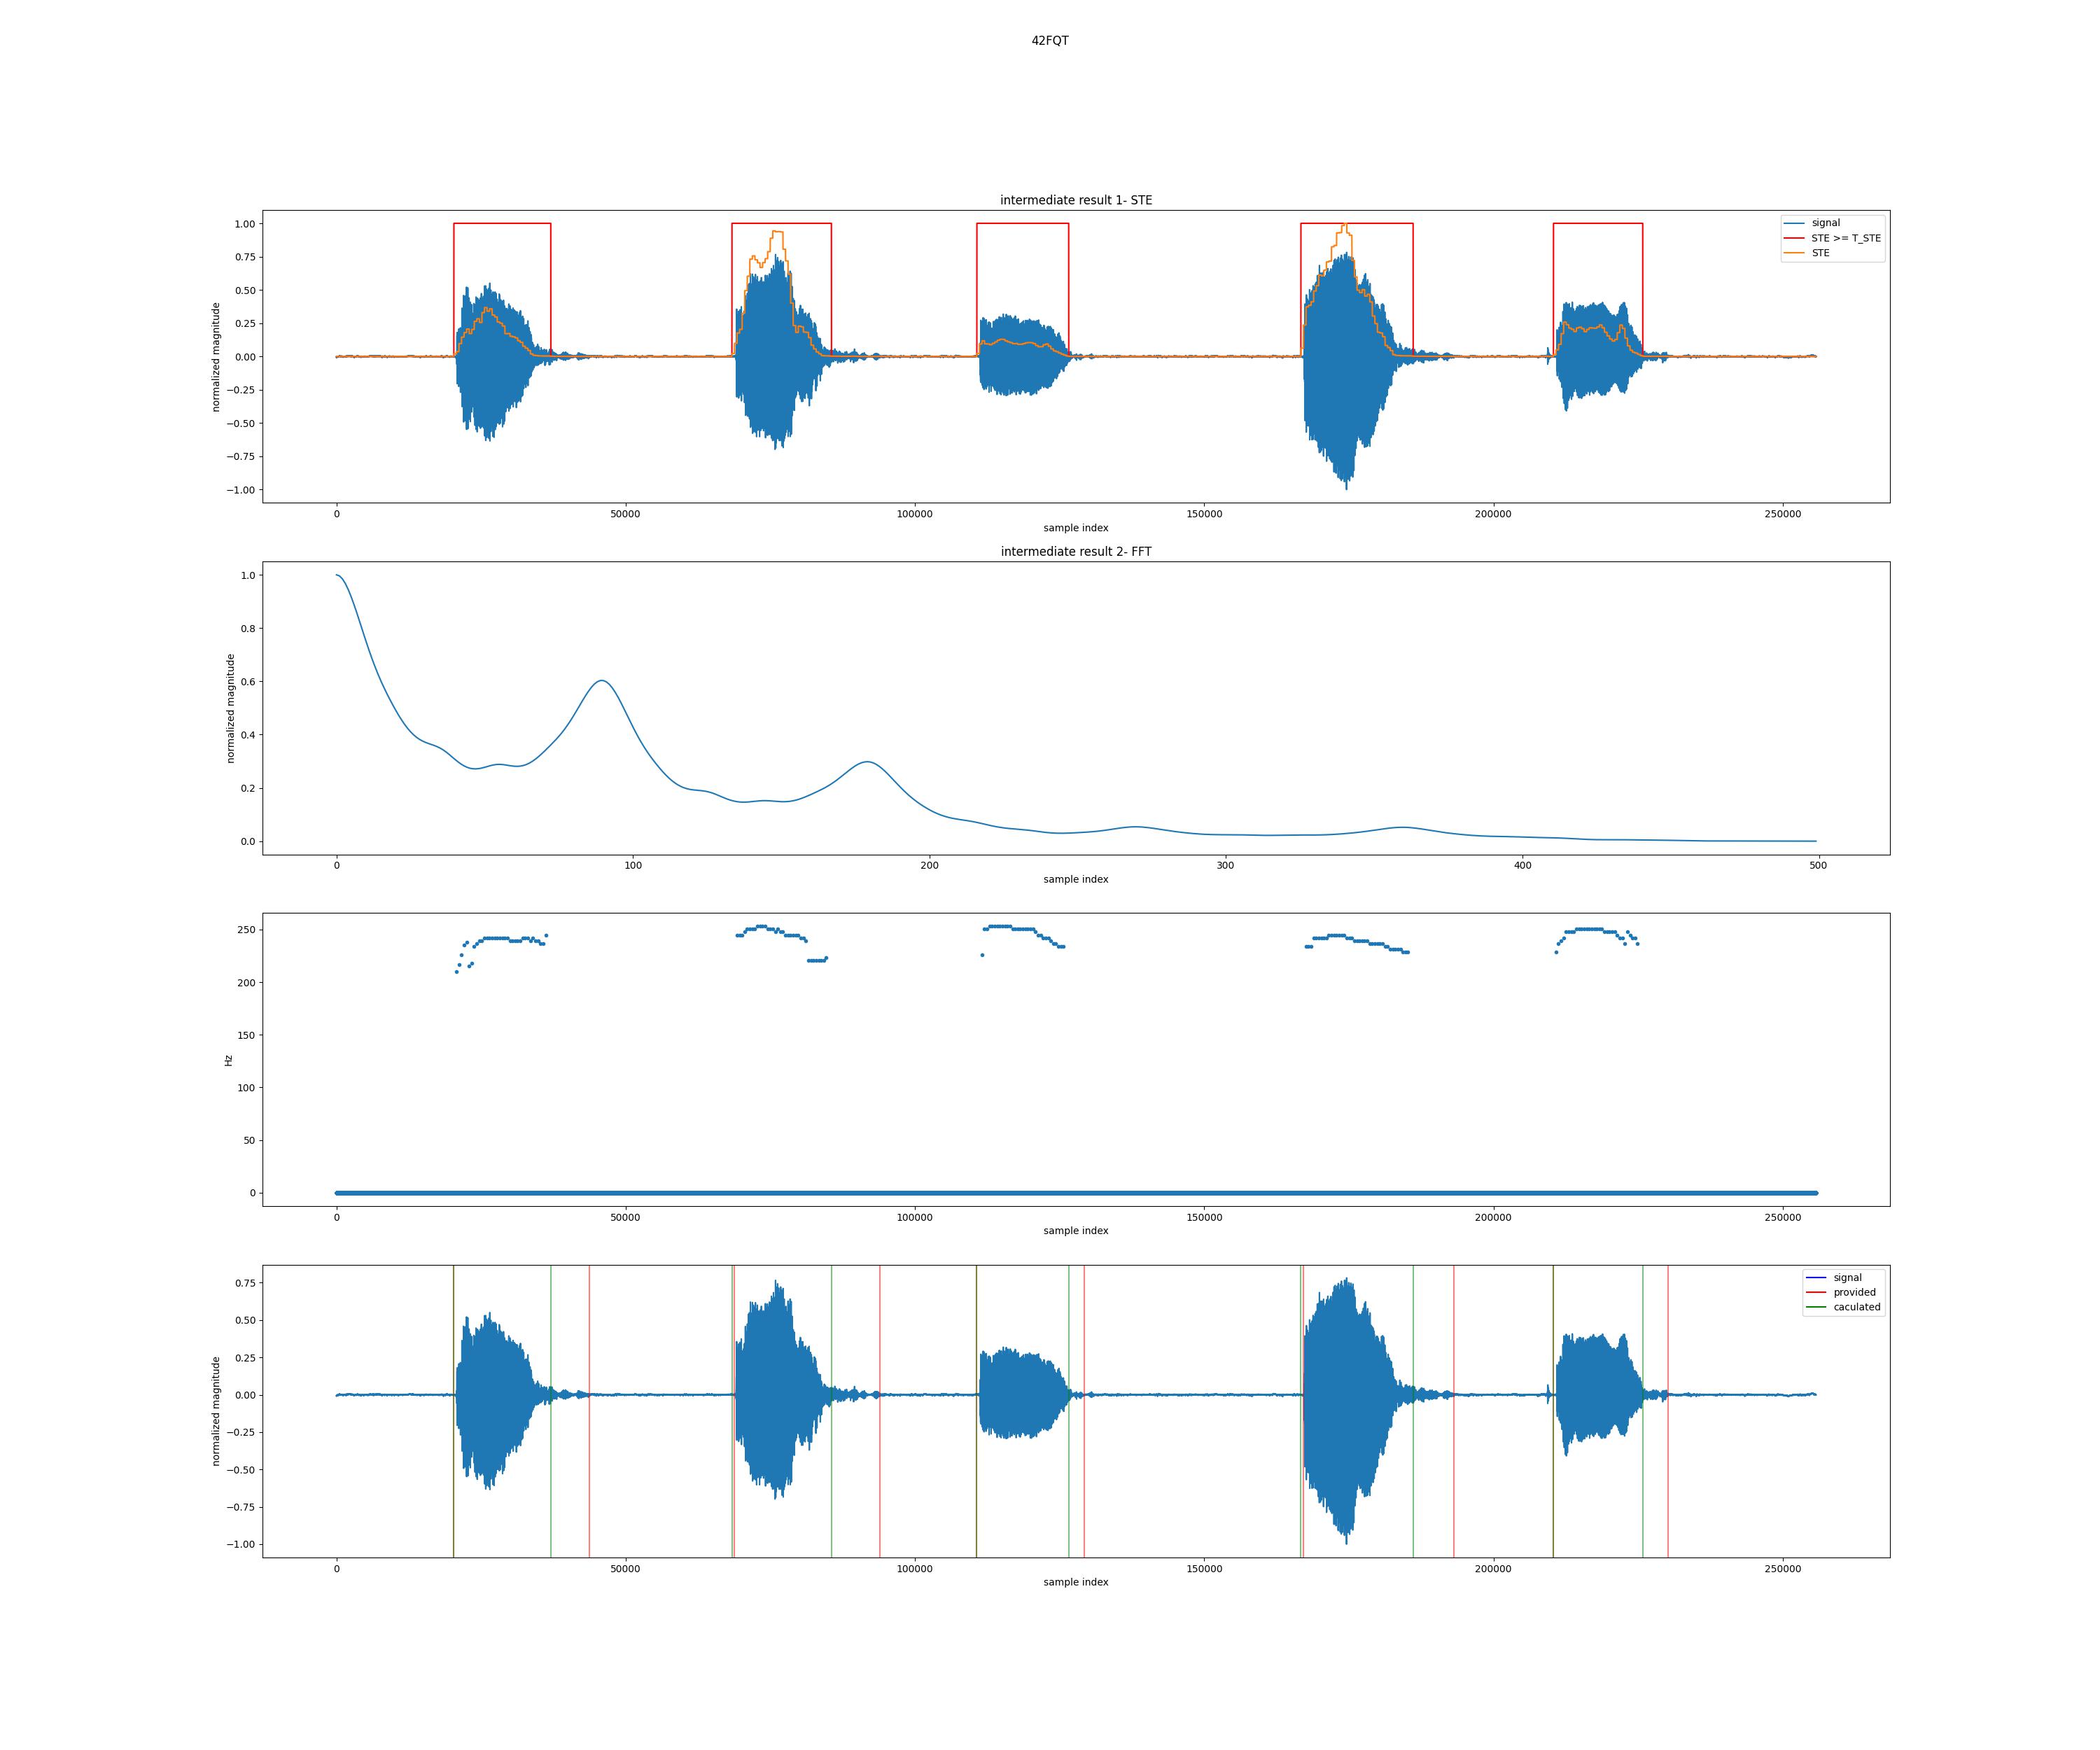 42FQT
intermediate result 1- STE
1.00
0.75
0.50
0.25
0.00
−0.25
−0.50
−0.75
−1.00
normalized magnitude
signal
STE >= T_STE
STE
0 50000 100000 150000 200000 250000
sample index
intermediate result 2- FFT
1.0
0.8
0.6
0.4
0.2
0.0
normalized magnitude
0 100 200 300 400 500
sample index
250
200
150
100
50
0
Hz
0 50000 100000 150000 200000 250000
sample index
0.75
0.50
0.25
0.00
−0.25
−0.50
−0.75
−1.00
normalized magnitude
signal
provided
caculated
0 50000 100000 150000 200000 250000
sample index